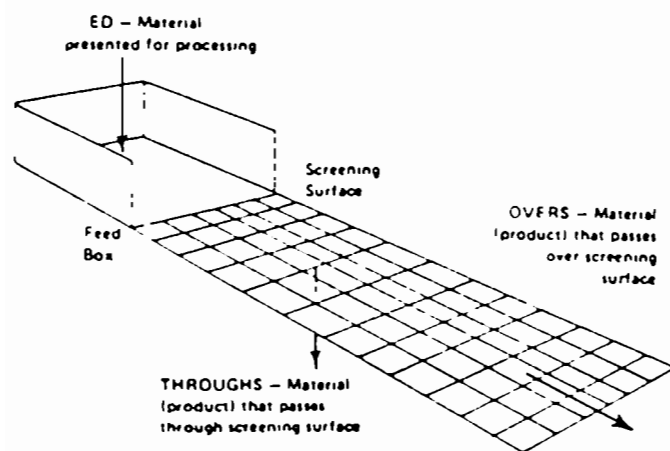 ED – Material
presented for processing
Screening
Surface
OVERS – Material
(product) that passes
over screening
surface
Feed
Box
THROUGHS – Material
(product) that passes
through screening surface